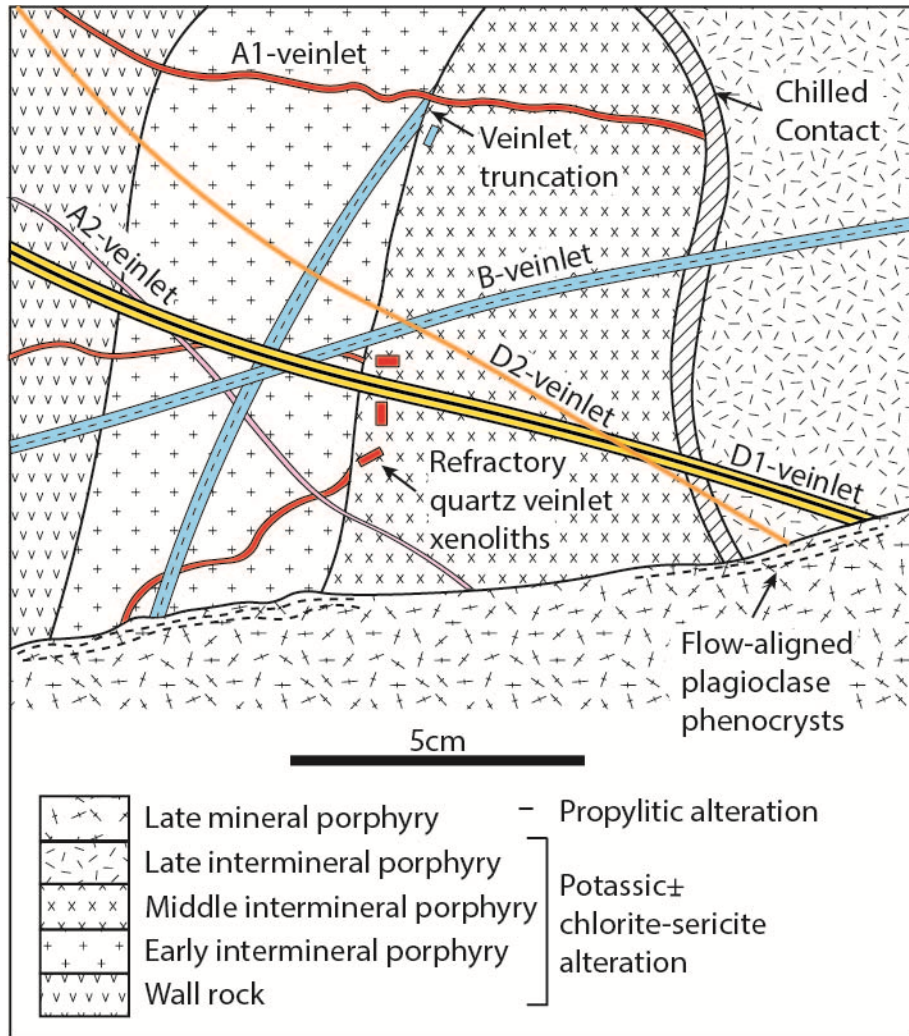 A1-veinlet
Chilled
Contact
Veinlet
truncation
A2-veinlet
B-veinlet
D2-veinlet
D1-veinlet
Refractory
quartz veinlet
xenoliths
Flow-aligned
plagioclase
phenocrysts
5cm
Late mineral porphyry
Propylitic alteration
Late intermineral porphyry
Middle intermineral porphyry
Early intermineral porphyry
Wall rock
Potassic±
chlorite-sericite
alteration